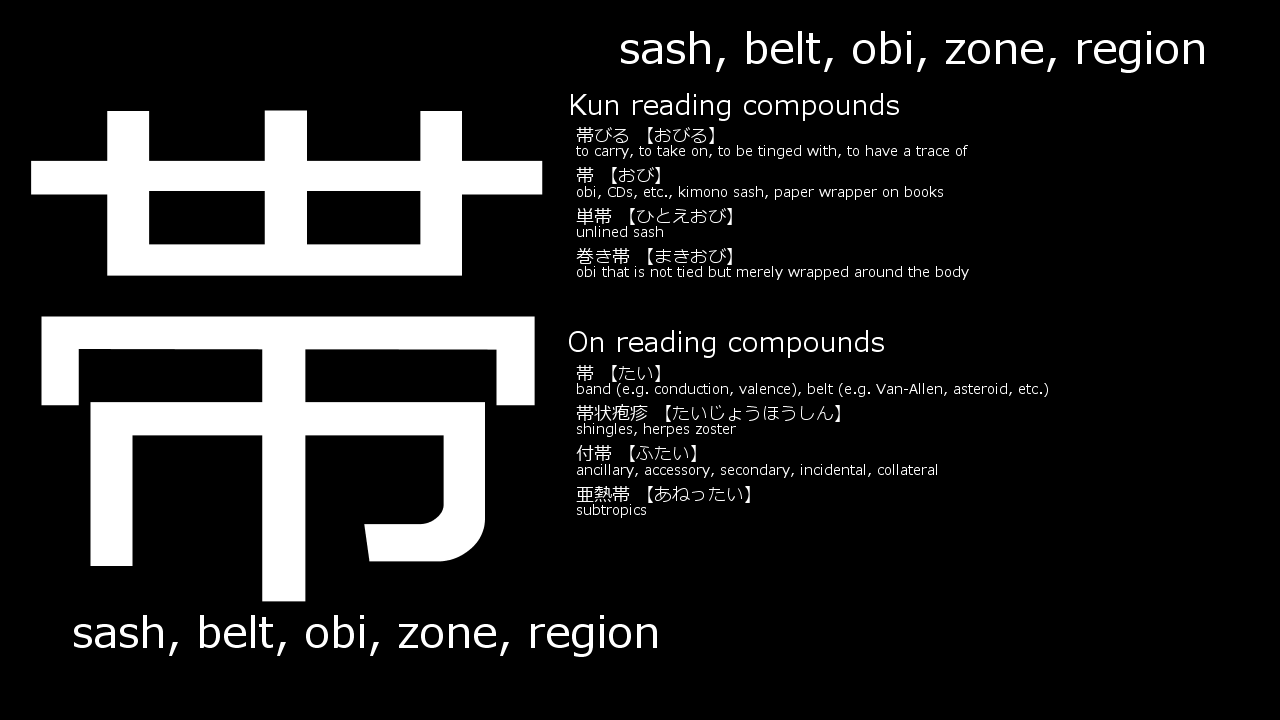 sash, belt, obi, zone, region
帯
Kun reading compounds
帯びる 【おびる】
to carry, to take on, to be tinged with, to have a trace of
帯 【おび】
obi, CDs, etc., kimono sash, paper wrapper on books
単帯 【ひとえおび】
unlined sash
巻き帯 【まきおび】
obi that is not tied but merely wrapped around the body
On reading compounds
帯 【たい】
band (e.g. conduction, valence), belt (e.g. Van-Allen, asteroid, etc.)
帯状疱疹 【たいじょうほうしん】
shingles, herpes zoster
付帯 【ふたい】
ancillary, accessory, secondary, incidental, collateral
亜熱帯 【あねったい】
subtropics
sash, belt, obi, zone, region